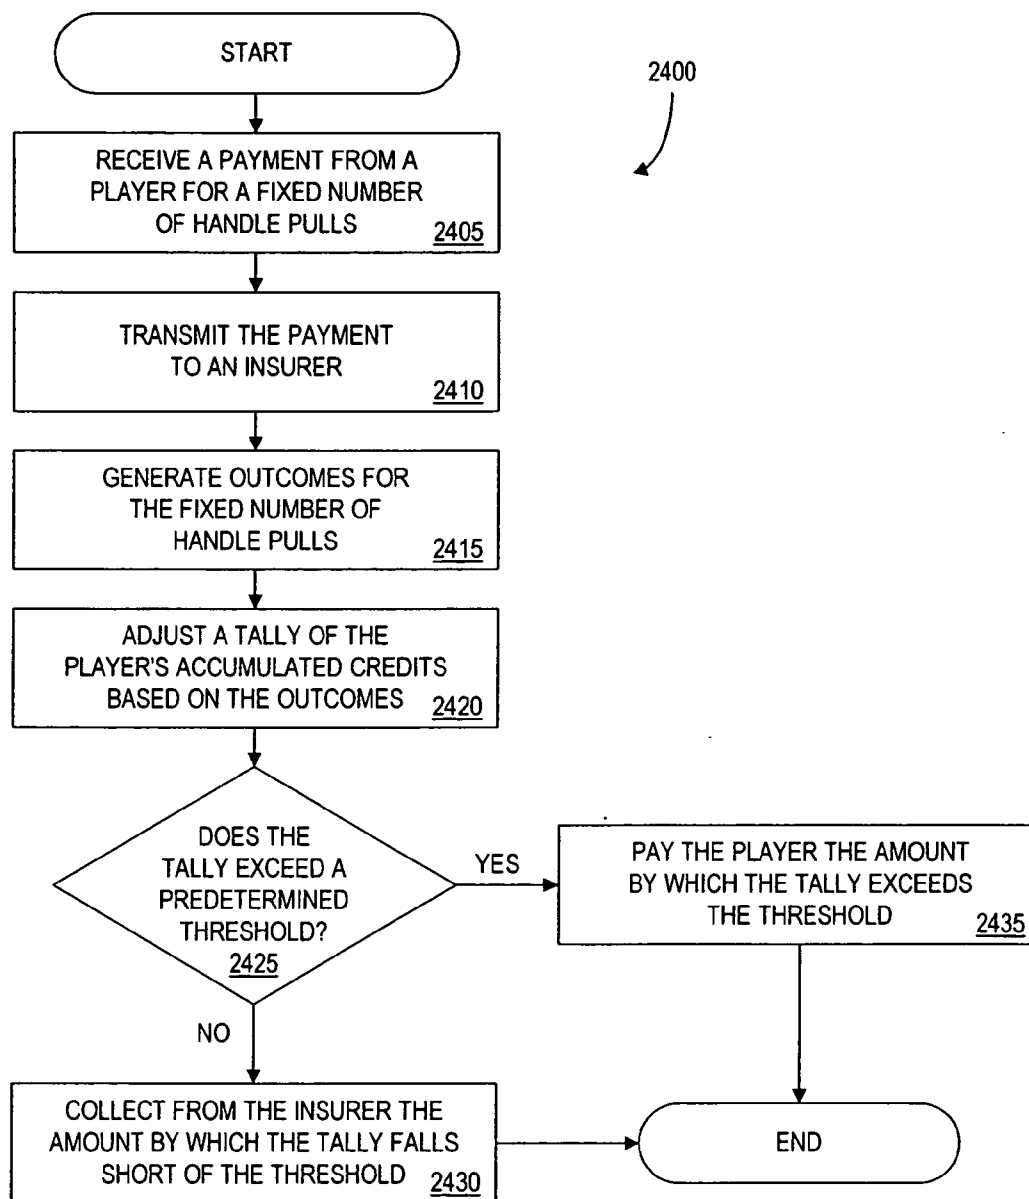 START
2400
RECEIVE A PAYMENT FROM A
PLAYER FOR A FIXED NUMBER
OF HANDLE PULLS
2405
TRANSMIT THE PAYMENT
TO AN INSURER
2410
GENERATE OUTCOMES FOR
THE FIXED NUMBER OF
HANDLE PULLS
2415
ADJUST A TALLY OF THE
PLAYER'S ACCUMULATED CREDITS
BASED ON THE OUTCOMES
2420
DOES THE
TALLY EXCEED A
PREDETERMINED
THRESHOLD?
2425
YES
PAY THE PLAYER THE AMOUNT
BY WHICH THE TALLY EXCEEDS
THE THRESHOLD
2435
NO
COLLECT FROM THE INSURER THE
AMOUNT BY WHICH THE TALLY FALLS
SHORT OF THE THRESHOLD
2430
END